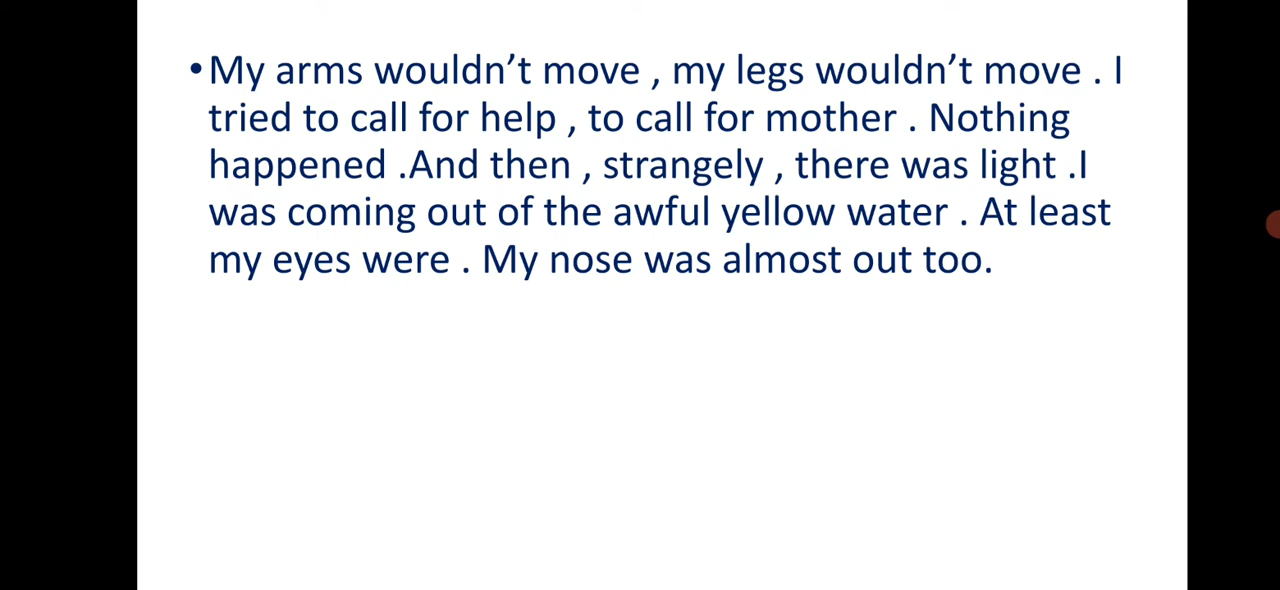 •My arms wouldn’t move , my legs wouldn’t move . I
tried to call for help , to call for mother . Nothing
happened .And then , strangely , there was light .I
was coming out of the awful yellow water . At least
my eyes were . My nose was almost out too.